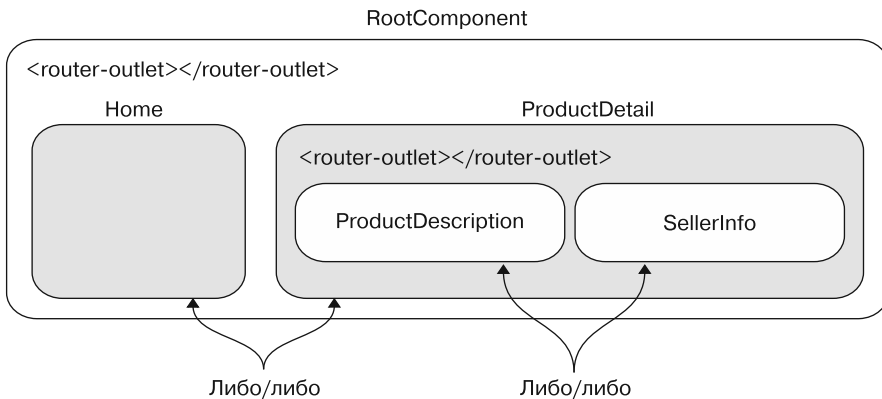 RootComponent
<router-outlet></router-outlet>
Home
ProductDetail
<router-outlet></router-outlet>
ProductDescription
SellerInfo
Либо/либо
Либо/либо